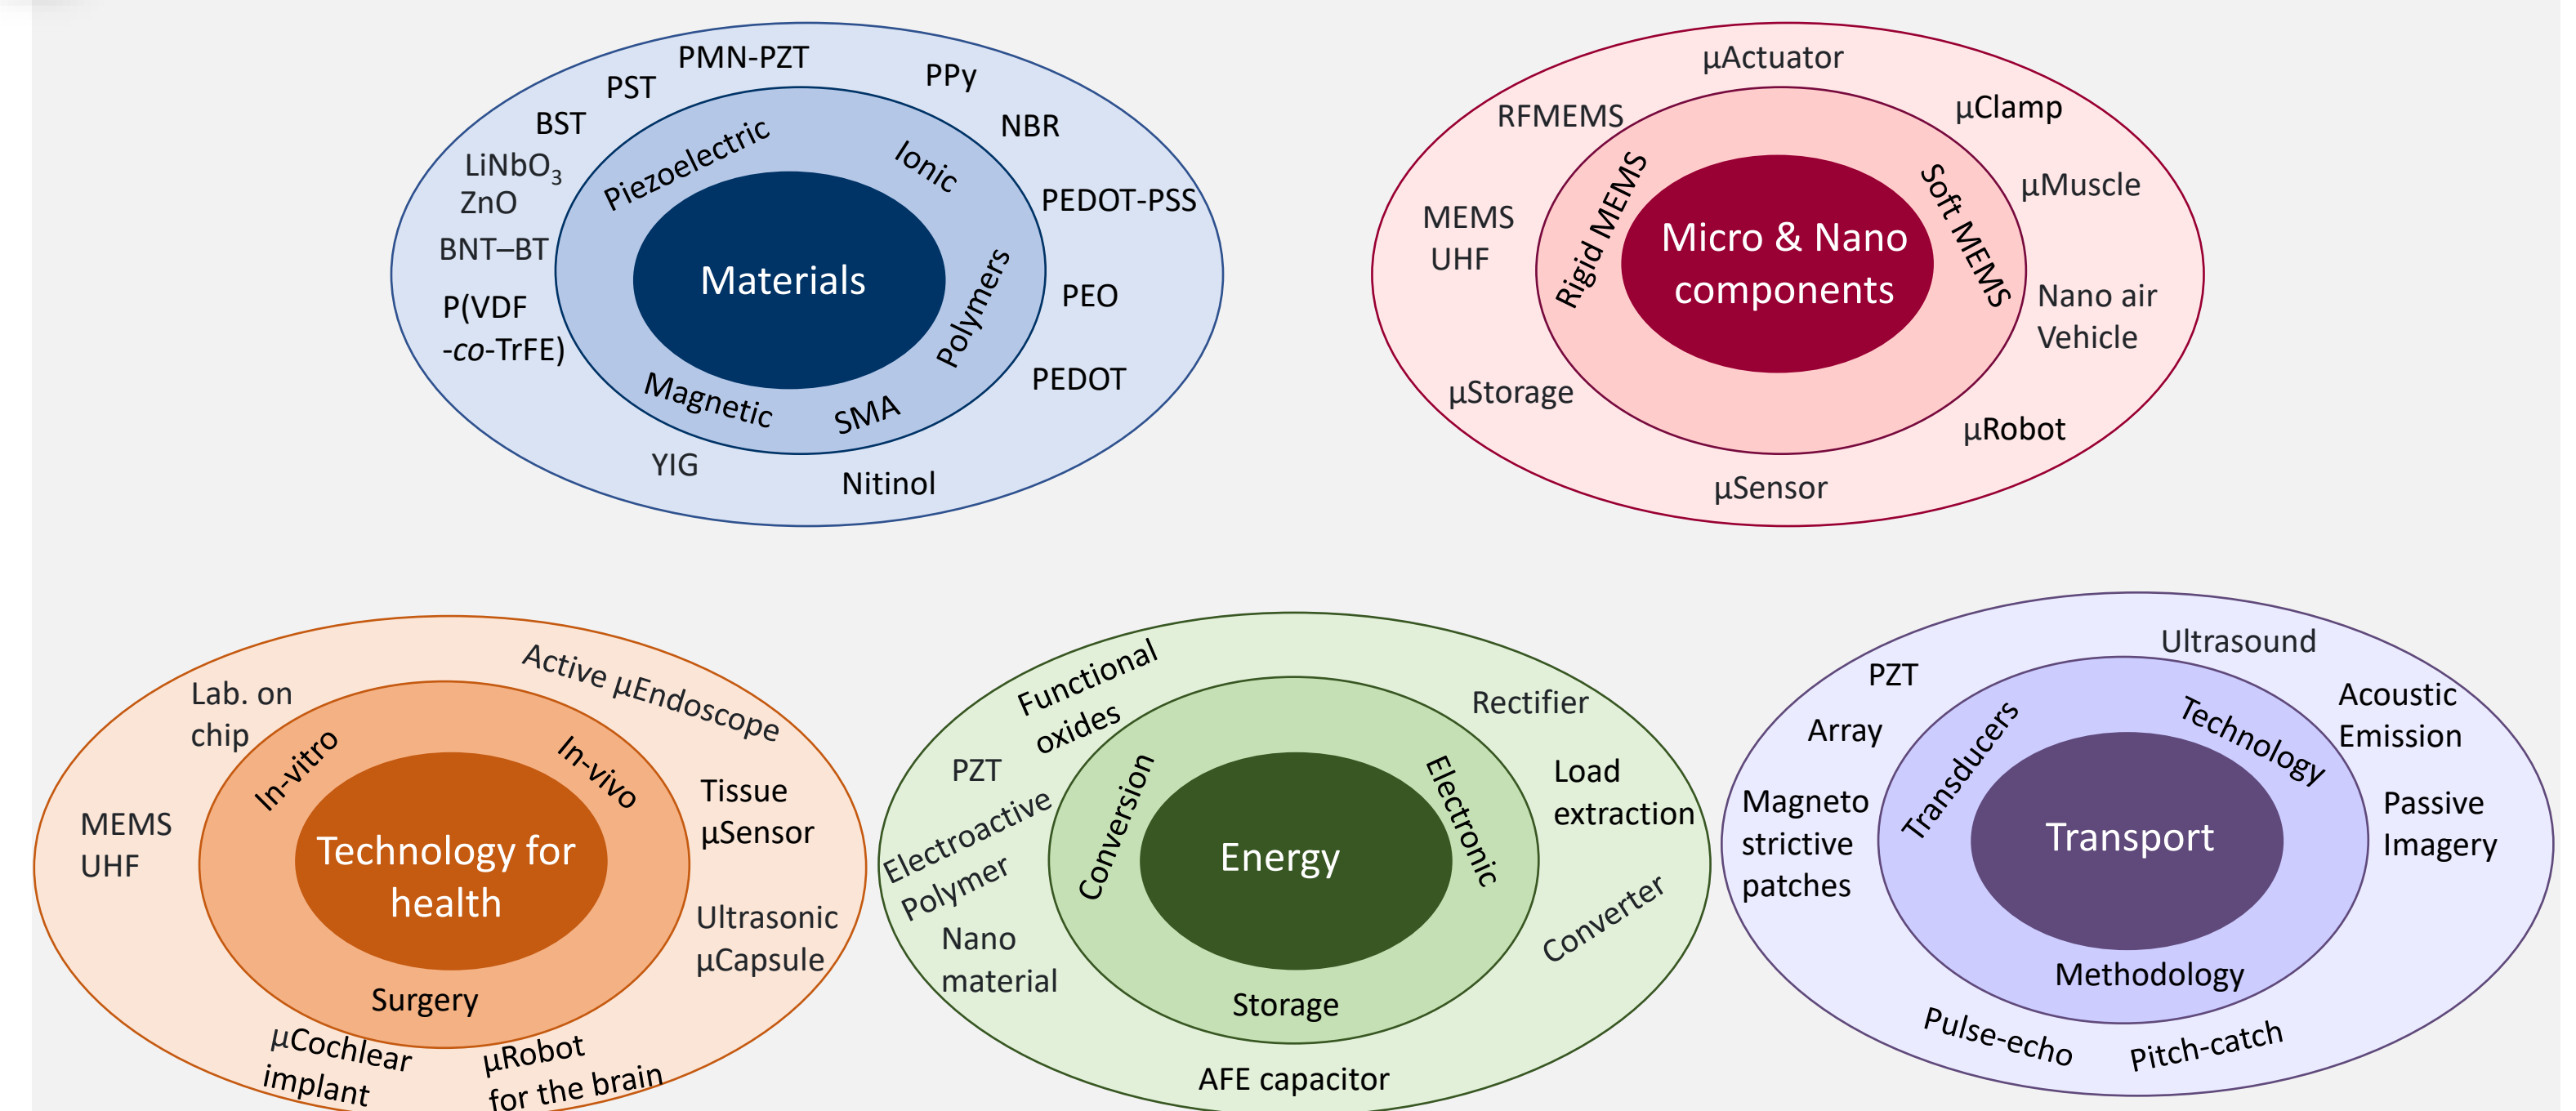 PMN-PZT
PST
BST
LiNbO₃
ZnO
BNT–BT
P(VDF
-co-TrFE)
PPy
NBR
PEDOT-PSS
PEO
PEDOT
YIG
Nitinol
Piezoelectric
Ionic
Polymers
Magnetic
SMA
Materials
µActuator
RFMEMS
µClamp
µMuscle
MEMS
UHF
Nano air
Vehicle
µStorage
µRobot
µSensor
Rigid MEMS
Soft MEMS
Micro & Nano
components
Active µEndoscope
Lab. on
chip
MEMS
UHF
Tissue
µSensor
Ultrasonic
µCapsule
µCochlear
implant
µRobot
for the brain
In-vitro
In-vivo
Surgery
Technology for
health
Functional
oxides
PZT
Electroactive
Polymer
Nano
material
Rectifier
Load
extraction
Converter
AFE capacitor
Conversion
Electronic
Storage
Energy
Ultrasound
PZT
Array
Magneto
strictive
patches
Acoustic
Emission
Passive
Imagery
Pulse-echo
Pitch-catch
Transducers
Technology
Methodology
Transport